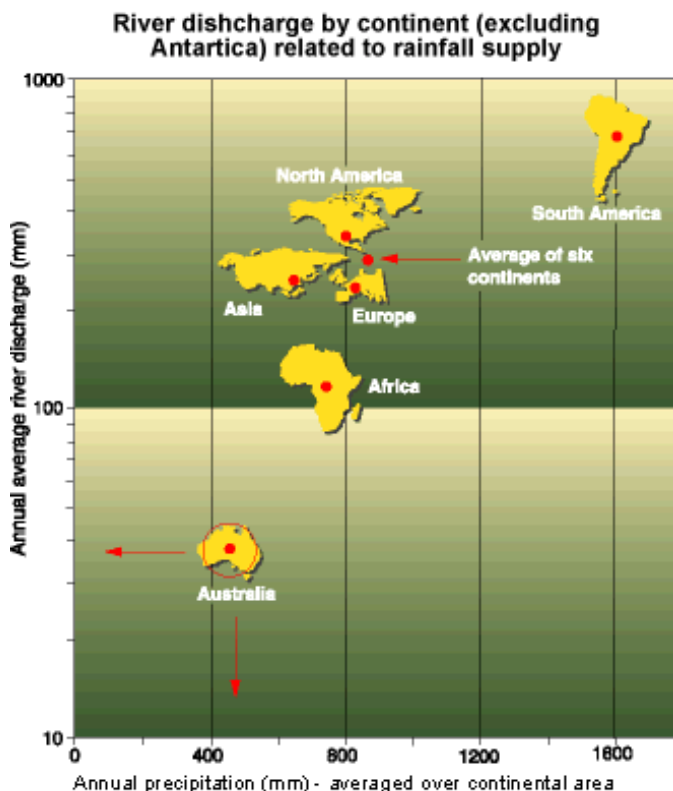 River dishcharge by continent (excluding
Antartica) related to rainfall supply
1000
North America
South America
Average of six
continents
Asia
Europe
Africa
100
Australia
10
0
400
800
1200
1600
Annual average river discharge (mm)
Annual precipitation (mm) - averaged over continental area